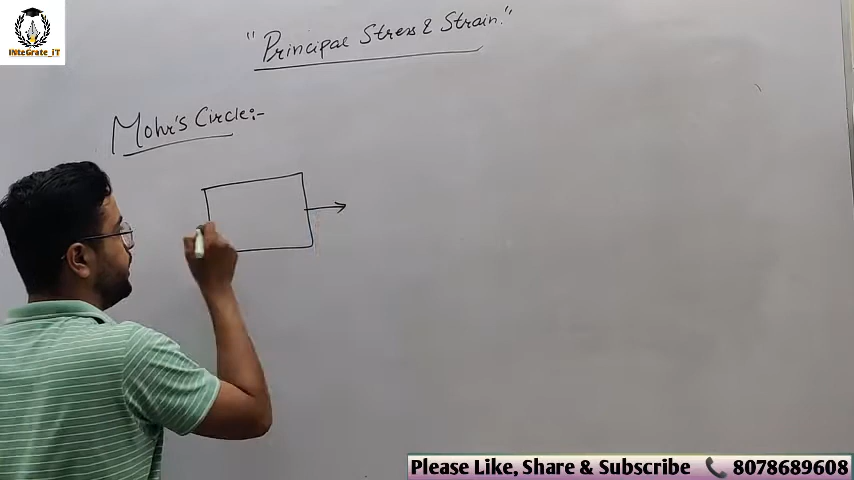 INteGrate_iT
"Principal Stress & Strain."
Mohr's Circle:-
Please Like, Share & Subscribe 8078689608